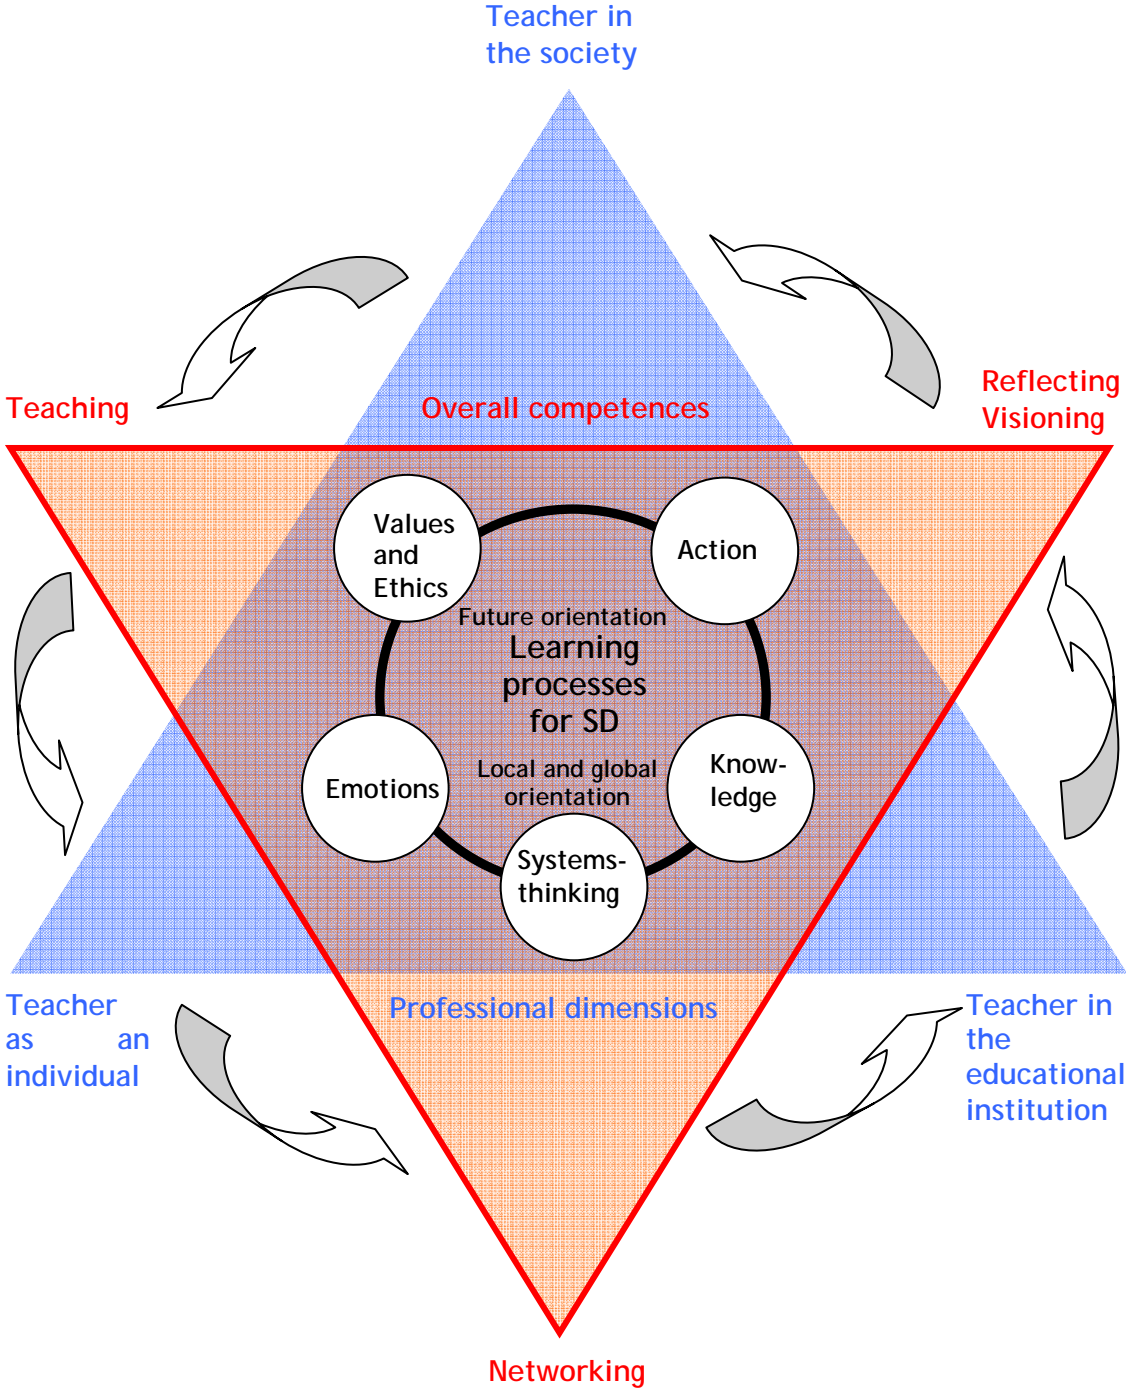 Teacher in
the society
Teaching
Overall competences
Reflecting
Visioning
Values
and
Ethics
Action
Future orientation
Learning
processes
for SD
Emotions
Local and global
orientation
Know-
ledge
Systems-
thinking
Teacher
as an
individual
Professional dimensions
Teacher in
the
educational
institution
Networking